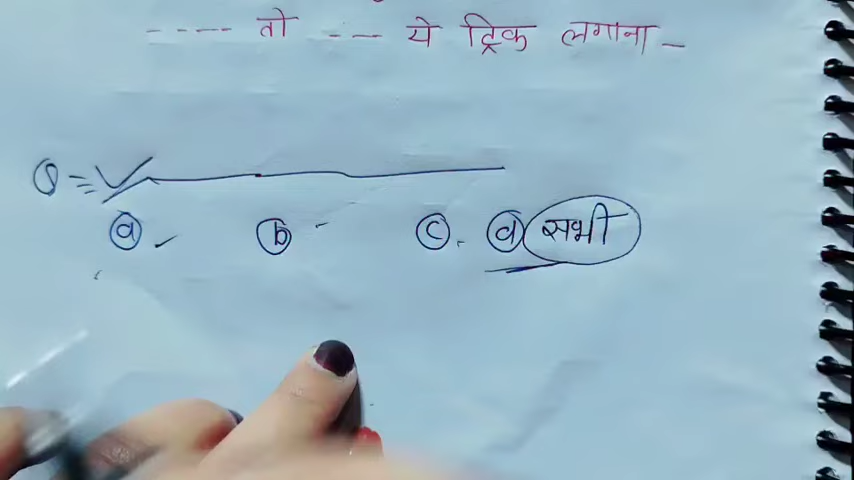 ---- तो --- ये ट्रिक लगाना -
Q =
a b c d सभी